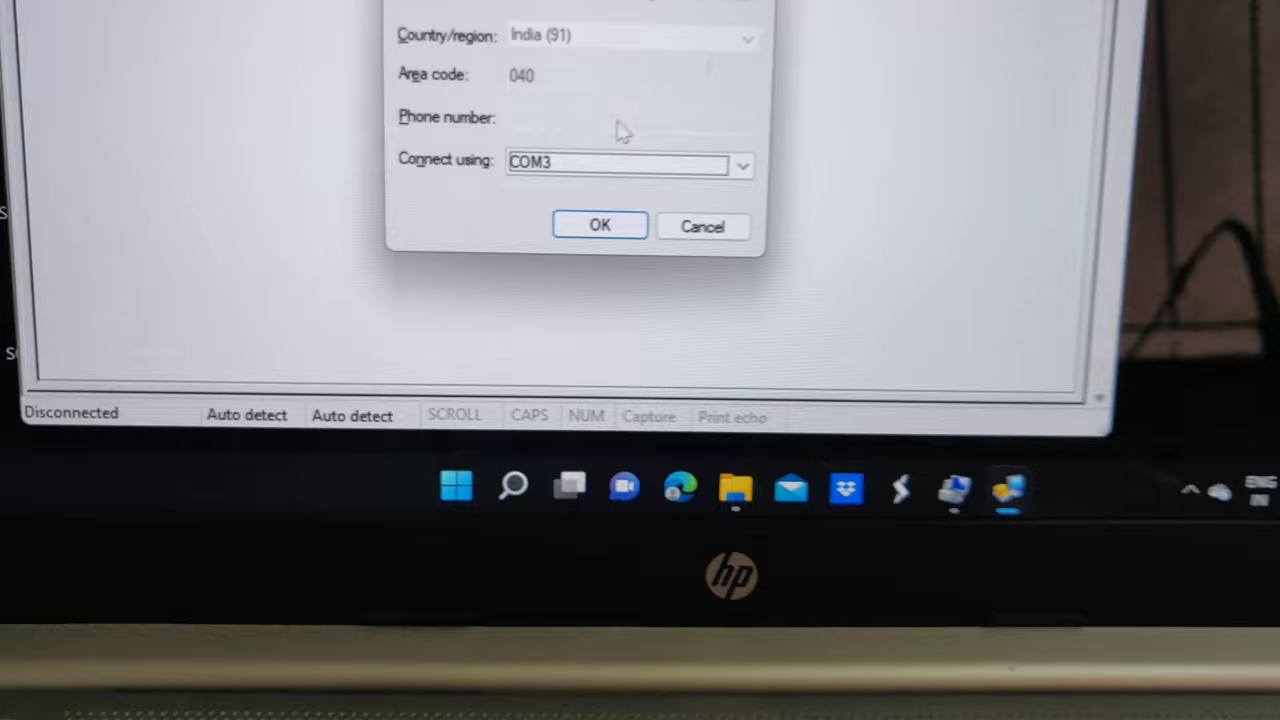 Country/region: India (91)
Area code: 040
Phone number:
Connect using: COM3
OK Cancel
Disconnected Auto detect Auto detect SCROLL CAPS NUM Capture Print echo
ENG
IN
hp